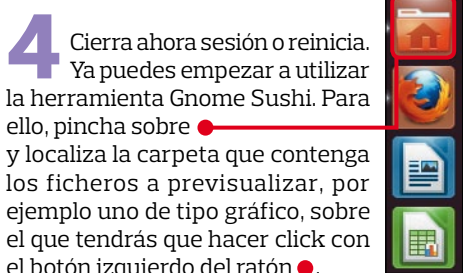 4 Cierra ahora sesión o reinicia.
Ya puedes empezar a utilizar
la herramienta Gnome Sushi. Para
ello, pincha sobre
y localiza la carpeta que contenga
los ficheros a previsualizar, por
ejemplo uno de tipo gráfico, sobre
el que tendrás que hacer click con
el botón izquierdo del ratón .